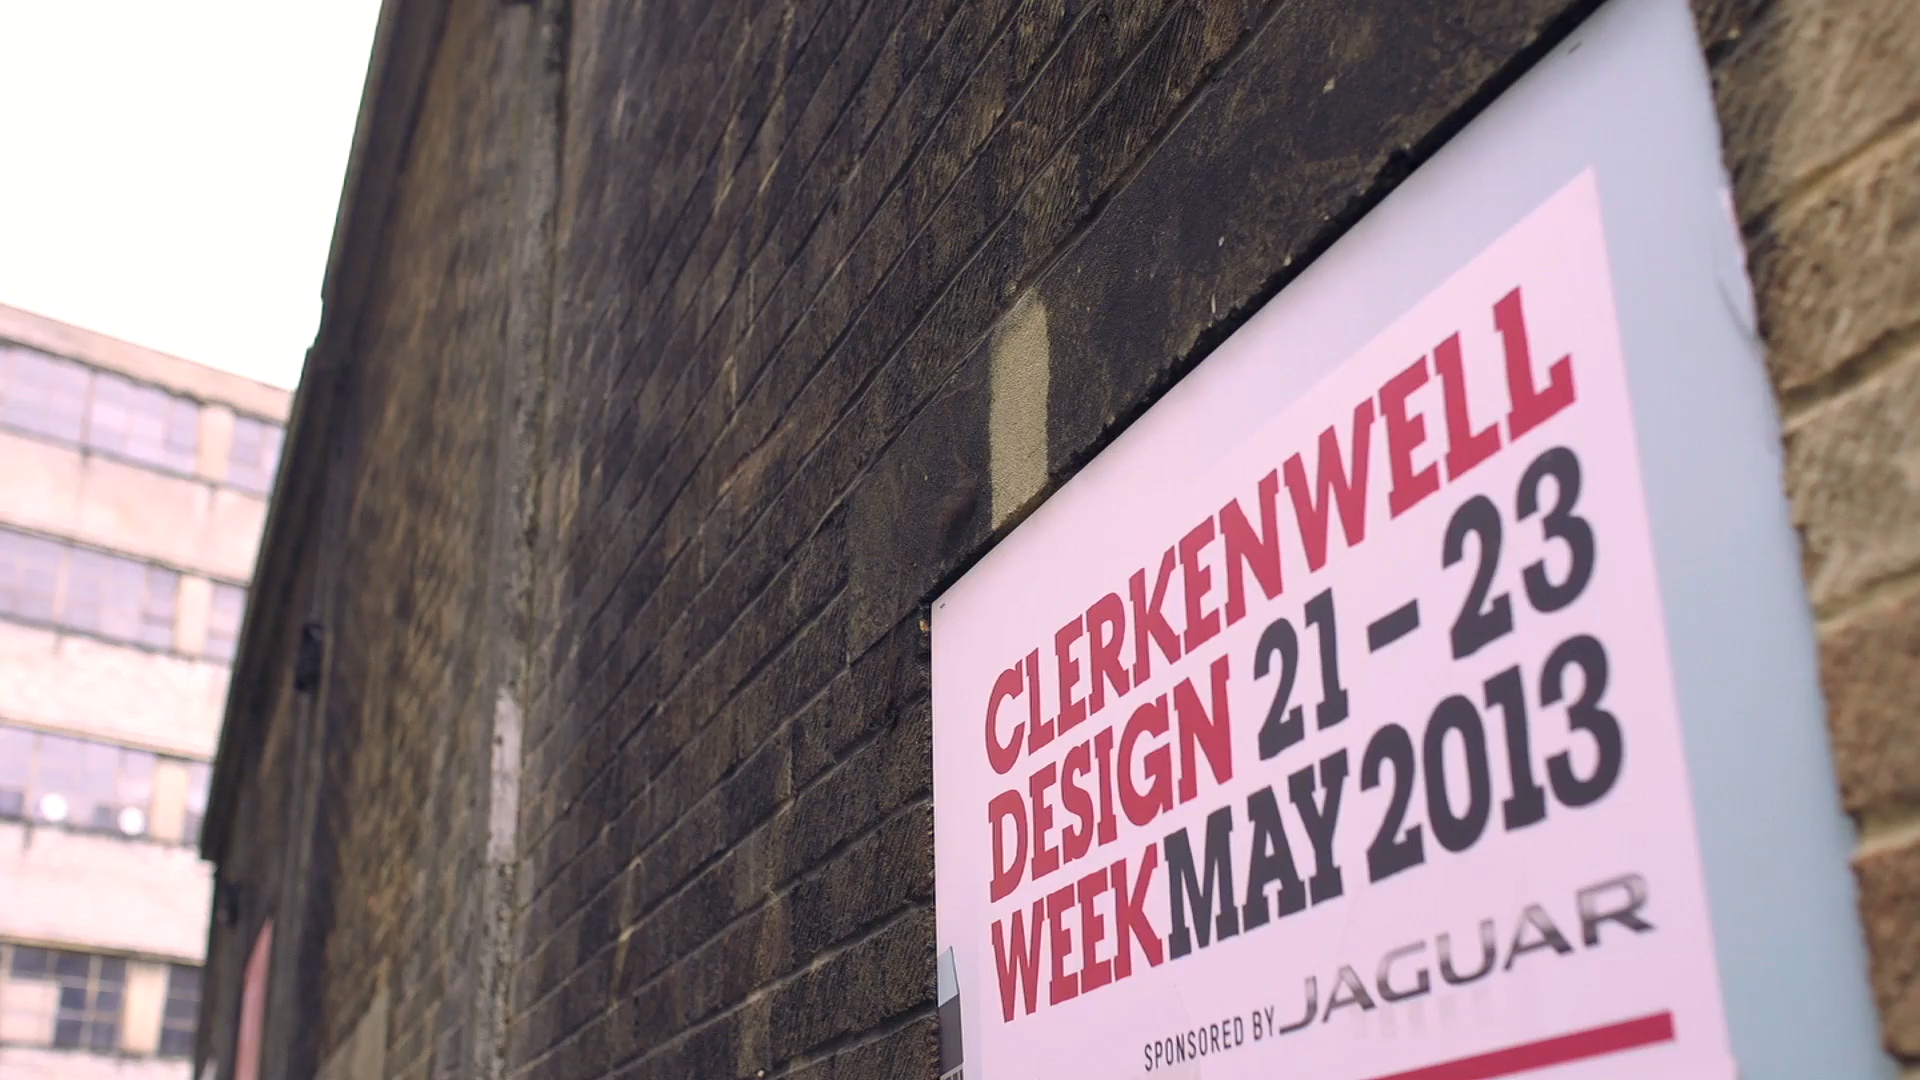 CLERKENWELL
DESIGN 21-23
WEEK MAY 2013
SPONSORED BY JAGUAR